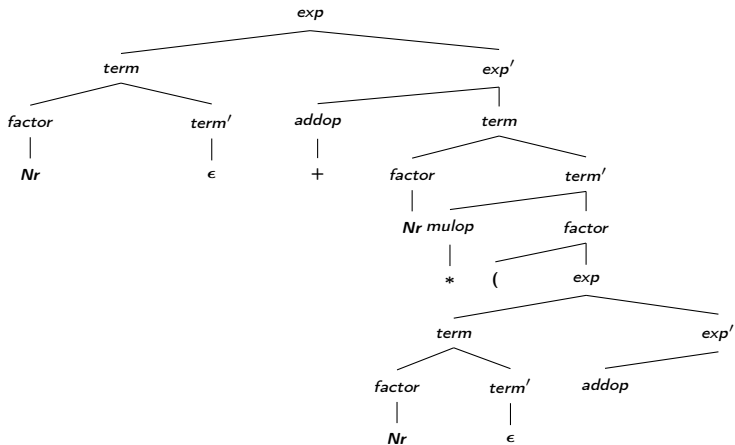 exp
term exp′
factor term′ addop term
Nr ϵ + factor term′
Nr mulop factor
* ( exp
term exp′
factor term′ addop
Nr ϵ